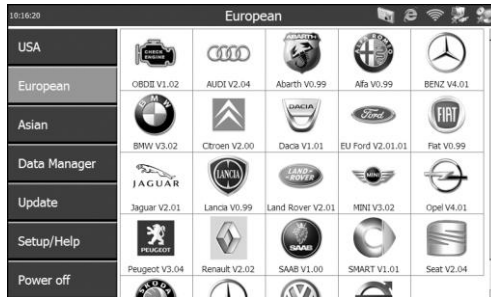 10:16:20
European
USA
European
Asian
Data Manager
Update
Setup/Help
Power off
CHECK ENGINE
OBDⅡ V1.02
AUDI V2.04
ABARTH
Abarth V0.99
Alfa V0.99
BENZ V4.01
BMW
BMW V3.02
Citroen V2.00
DACIA
Dacia V1.01
Ford
EU Ford V2.01.01
FIAT
Fiat V0.99
JAGUAR
Jaguar V2.01
LANCIA
Lancia V0.99
LAND-ROVER
Land Rover V2.01
MINI
MINI V3.02
Opel V4.01
PEUGEOT
Peugeot V3.04
Renault V2.02
SAAB
SAAB V1.00
SMART V1.01
Seat V2.04
SKODA